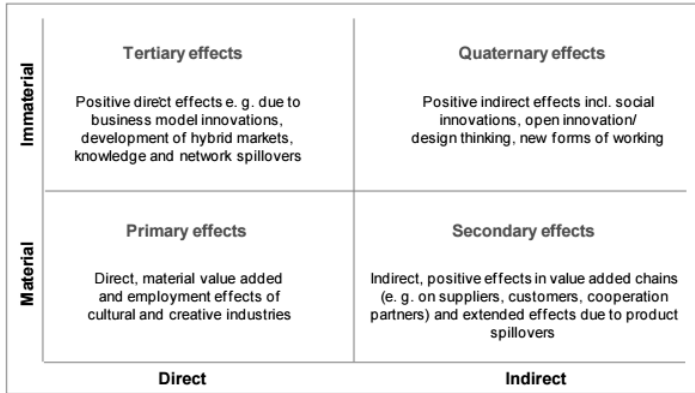 Immaterial
Tertiary effects
Positive direct effects e. g. due to
business model innovations,
development of hybrid markets,
knowledge and network spillovers
Quaternary effects
Positive indirect effects incl. social
innovations, open innovation/
design thinking, new forms of working
Material
Primary effects
Direct, material value added
and employment effects of
cultural and creative industries
Secondary effects
Indirect, positive effects in value added chains
(e. g. on suppliers, customers, cooperation
partners) and extended effects due to product
spillovers
Direct
Indirect